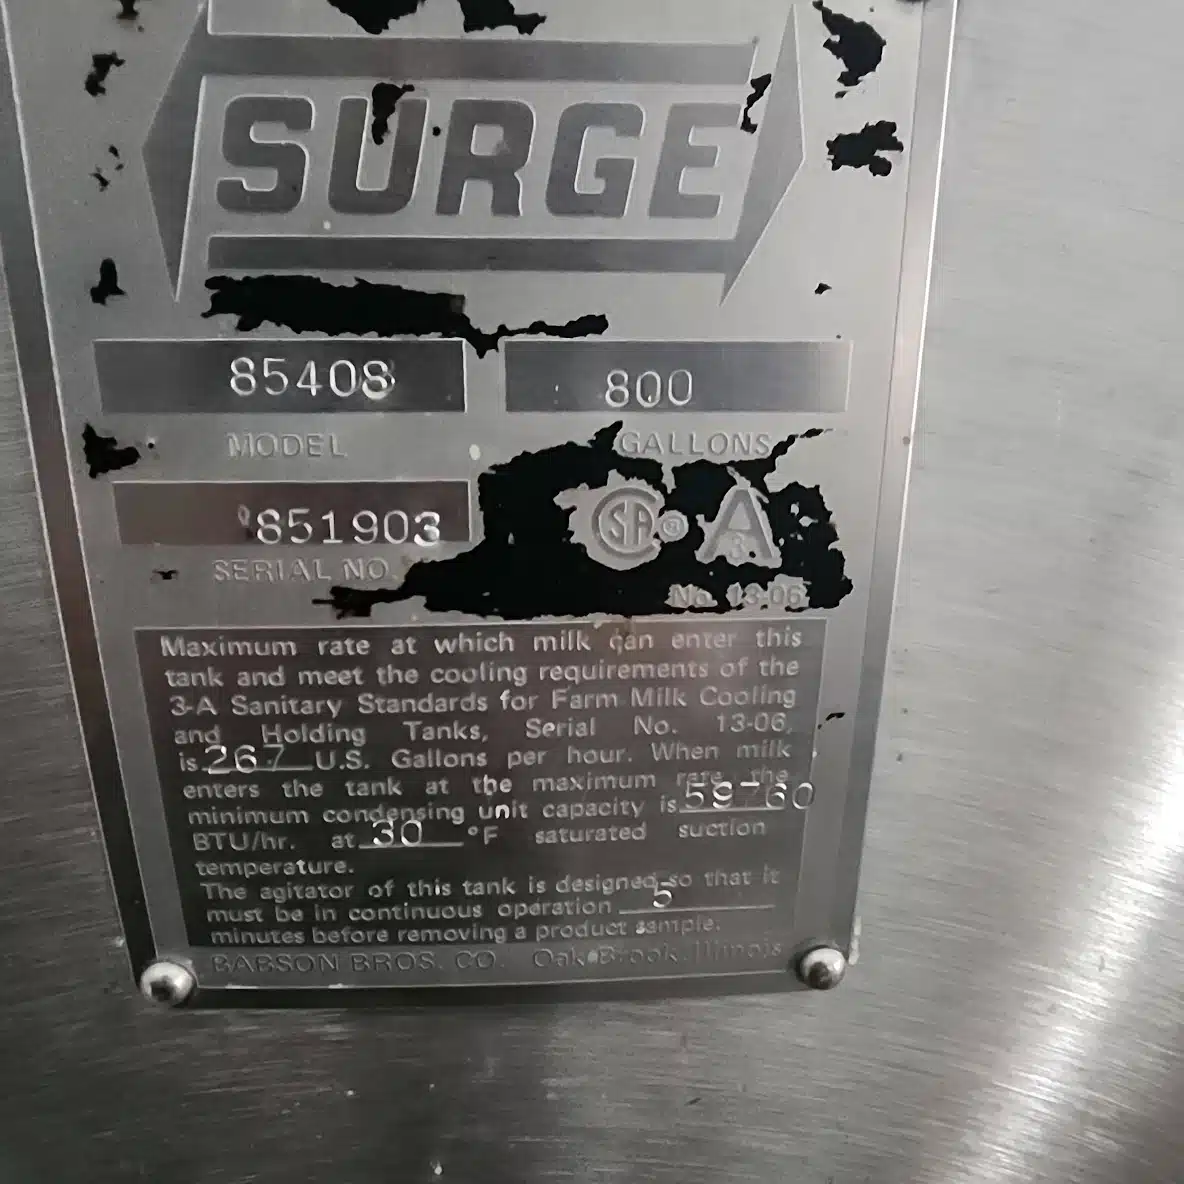 SURGE
85408 800
MODEL GALLONS
851903
SERIAL NO.
SA ® 3 A
No. 13-06
Maximum rate at which milk can enter this
tank and meet the cooling requirements of the
3-A Sanitary Standards for Farm Milk Cooling
and Holding Tanks, Serial No. 13-06,
is 267 U.S. Gallons per hour. When milk
enters the tank at the maximum rate the
minimum condensing unit capacity is 59-60
BTU/hr. at 30 °F saturated suction
temperature.
The agitator of this tank is designed so that it
must be in continuous operation 5
minutes before removing a product sample.
BABSON BROS. CO. Oak Brook, Illinois